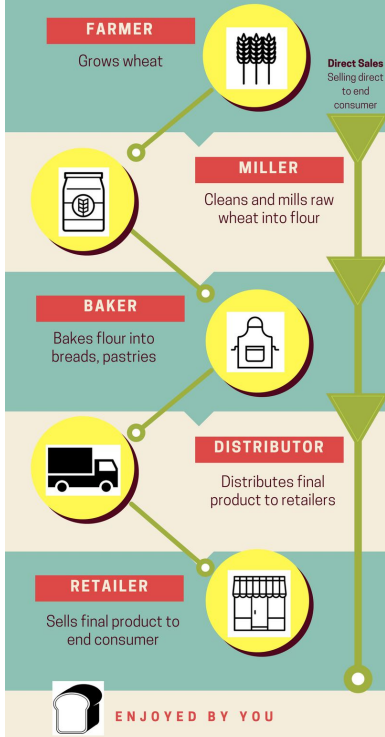 FARMER
Grows wheat
Direct Sales
Selling direct
to end
consumer
MILLER
Cleans and mills raw
wheat into flour
BAKER
Bakes flour into
breads, pastries
DISTRIBUTOR
Distributes final
product to retailers
RETAILER
Sells final product to
end consumer
ENJOYED BY YOU